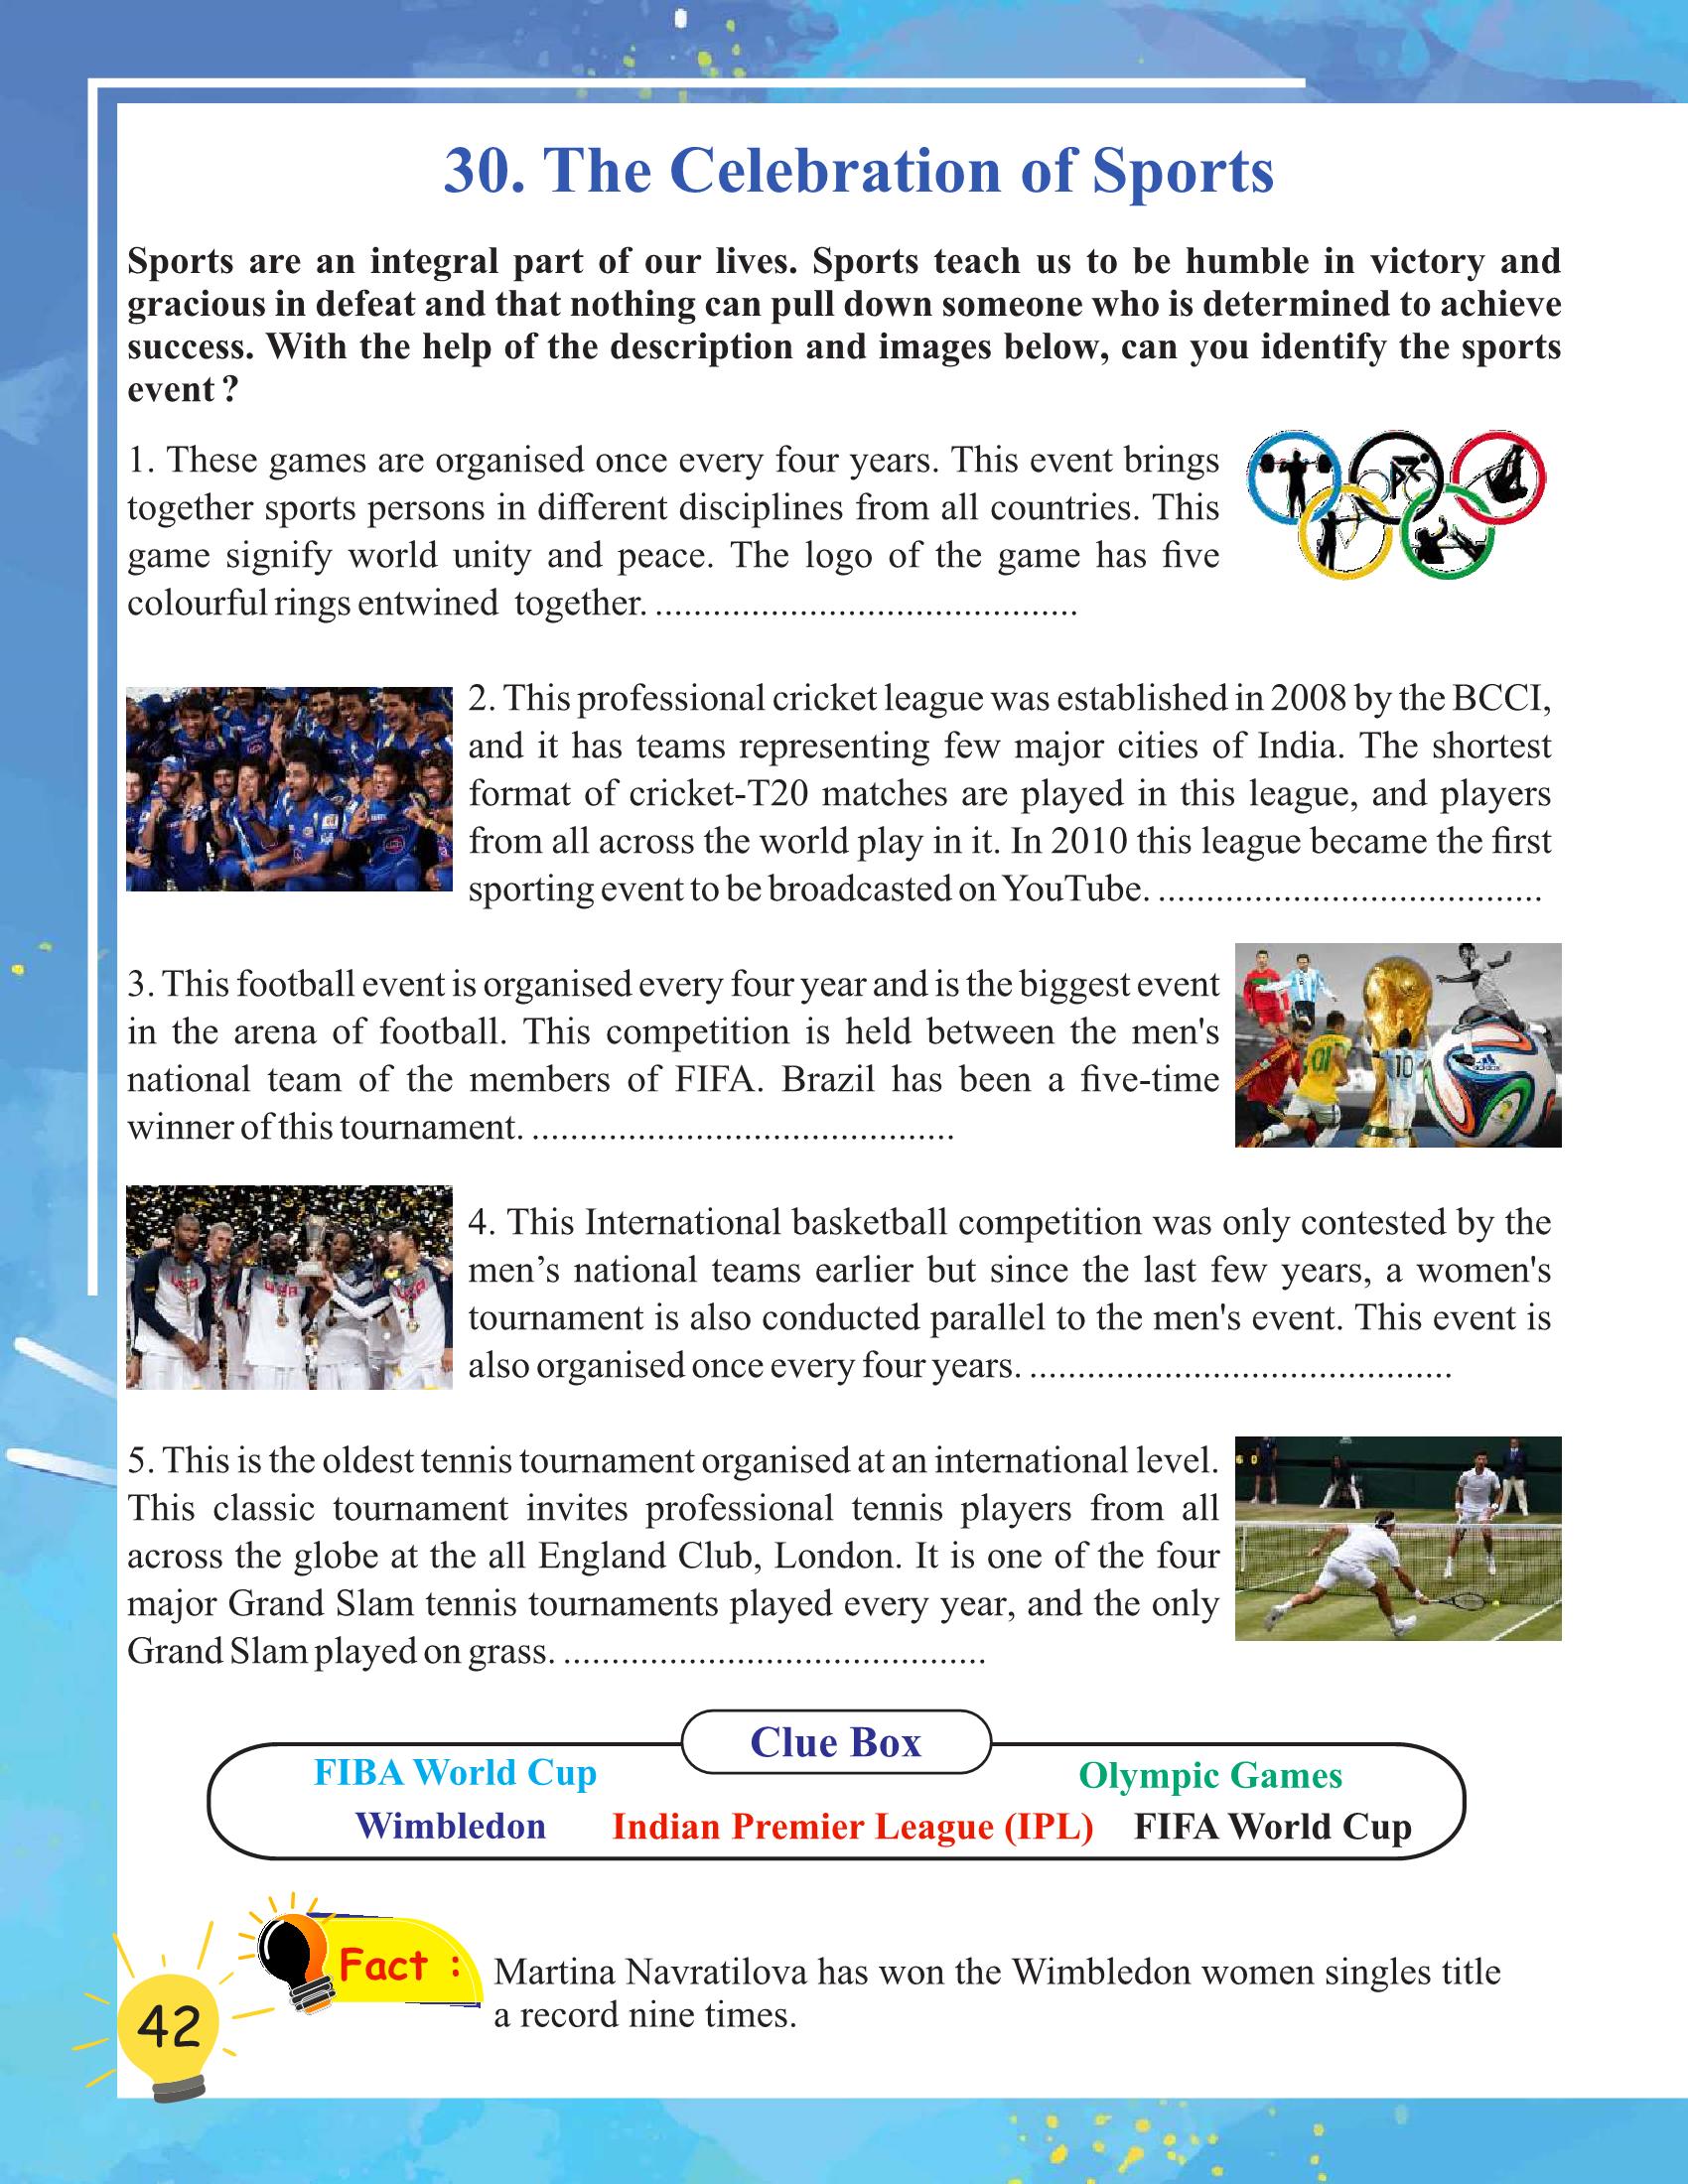 30. The Celebration of Sports
Sports are an integral part of our lives. Sports teach us to be humble in victory and
gracious in defeat and that nothing can pull down someone who is determined to achieve
success. With the help of the description and images below, can you identify the sports
event ?
1. These games are organised once every four years. This event brings
together sports persons in different disciplines from all countries. This
game signify world unity and peace. The logo of the game has five
colourful rings entwined together. ............................................
2. This professional cricket league was established in 2008 by the BCCI,
and it has teams representing few major cities of India. The shortest
format of cricket-T20 matches are played in this league, and players
from all across the world play in it. In 2010 this league became the first
sporting event to be broadcasted on YouTube. ........................................
3. This football event is organised every four year and is the biggest event
in the arena of football. This competition is held between the men's
national team of the members of FIFA. Brazil has been a five-time
winner of this tournament. ............................................
10
4. This International basketball competition was only contested by the
men’s national teams earlier but since the last few years, a women's
tournament is also conducted parallel to the men's event. This event is
also organised once every four years. ............................................
5. This is the oldest tennis tournament organised at an international level.
This classic tournament invites professional tennis players from all
across the globe at the all England Club, London. It is one of the four
major Grand Slam tennis tournaments played every year, and the only
Grand Slam played on grass. ............................................
Clue Box
FIBA World Cup Olympic Games
Wimbledon Indian Premier League (IPL) FIFA World Cup
Fact :
Martina Navratilova has won the Wimbledon women singles title
a record nine times.
42